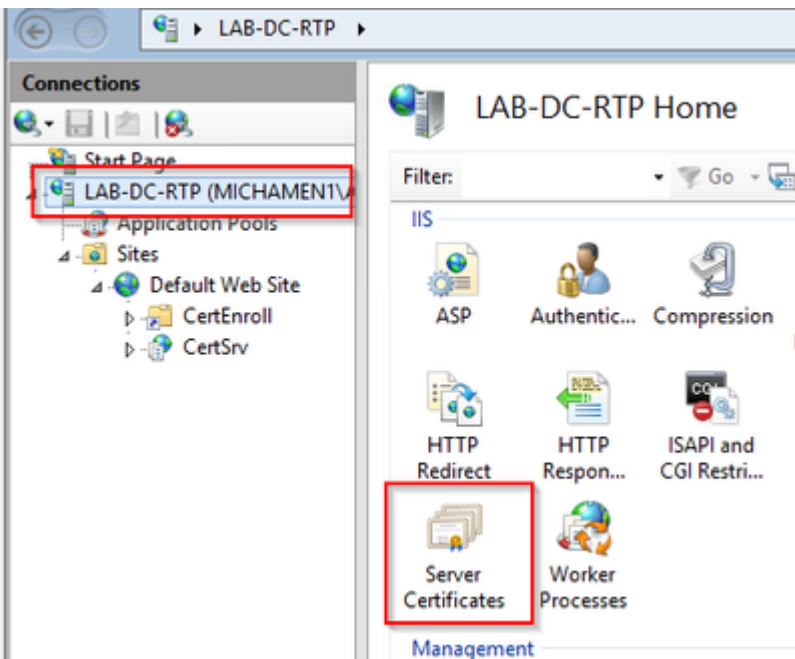 LAB-DC-RTP
Connections
Start Page
LAB-DC-RTP (MICHAMEN1\A
Application Pools
Sites
Default Web Site
CertEnroll
CertSrv
LAB-DC-RTP Home
Filter:
Go
IIS
ASP
Authentic...
Compression
HTTP
Redirect
HTTP
Respon...
ISAPI and
CGI Restri...
Server
Certificates
Worker
Processes
Management